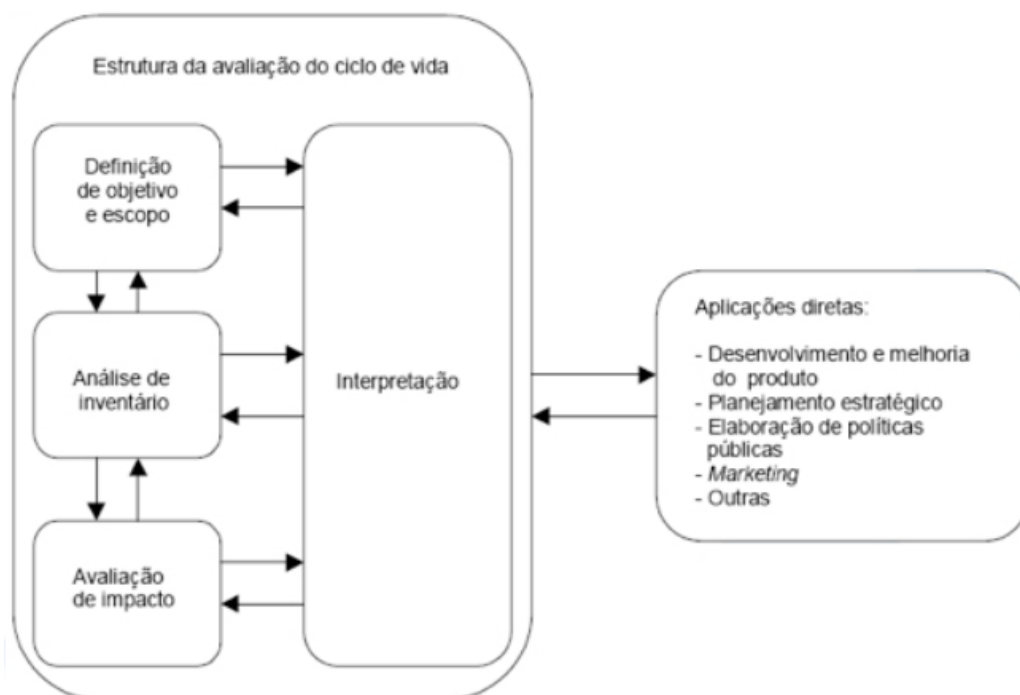 Estrutura da avaliação do ciclo de vida
Definição
de objetivo
e escopo
Análise de
inventário
Avaliação
de impacto
Interpretação
Aplicações diretas:
- Desenvolvimento e melhoria
do produto
- Planejamento estratégico
- Elaboração de políticas
públicas
- Marketing
- Outras